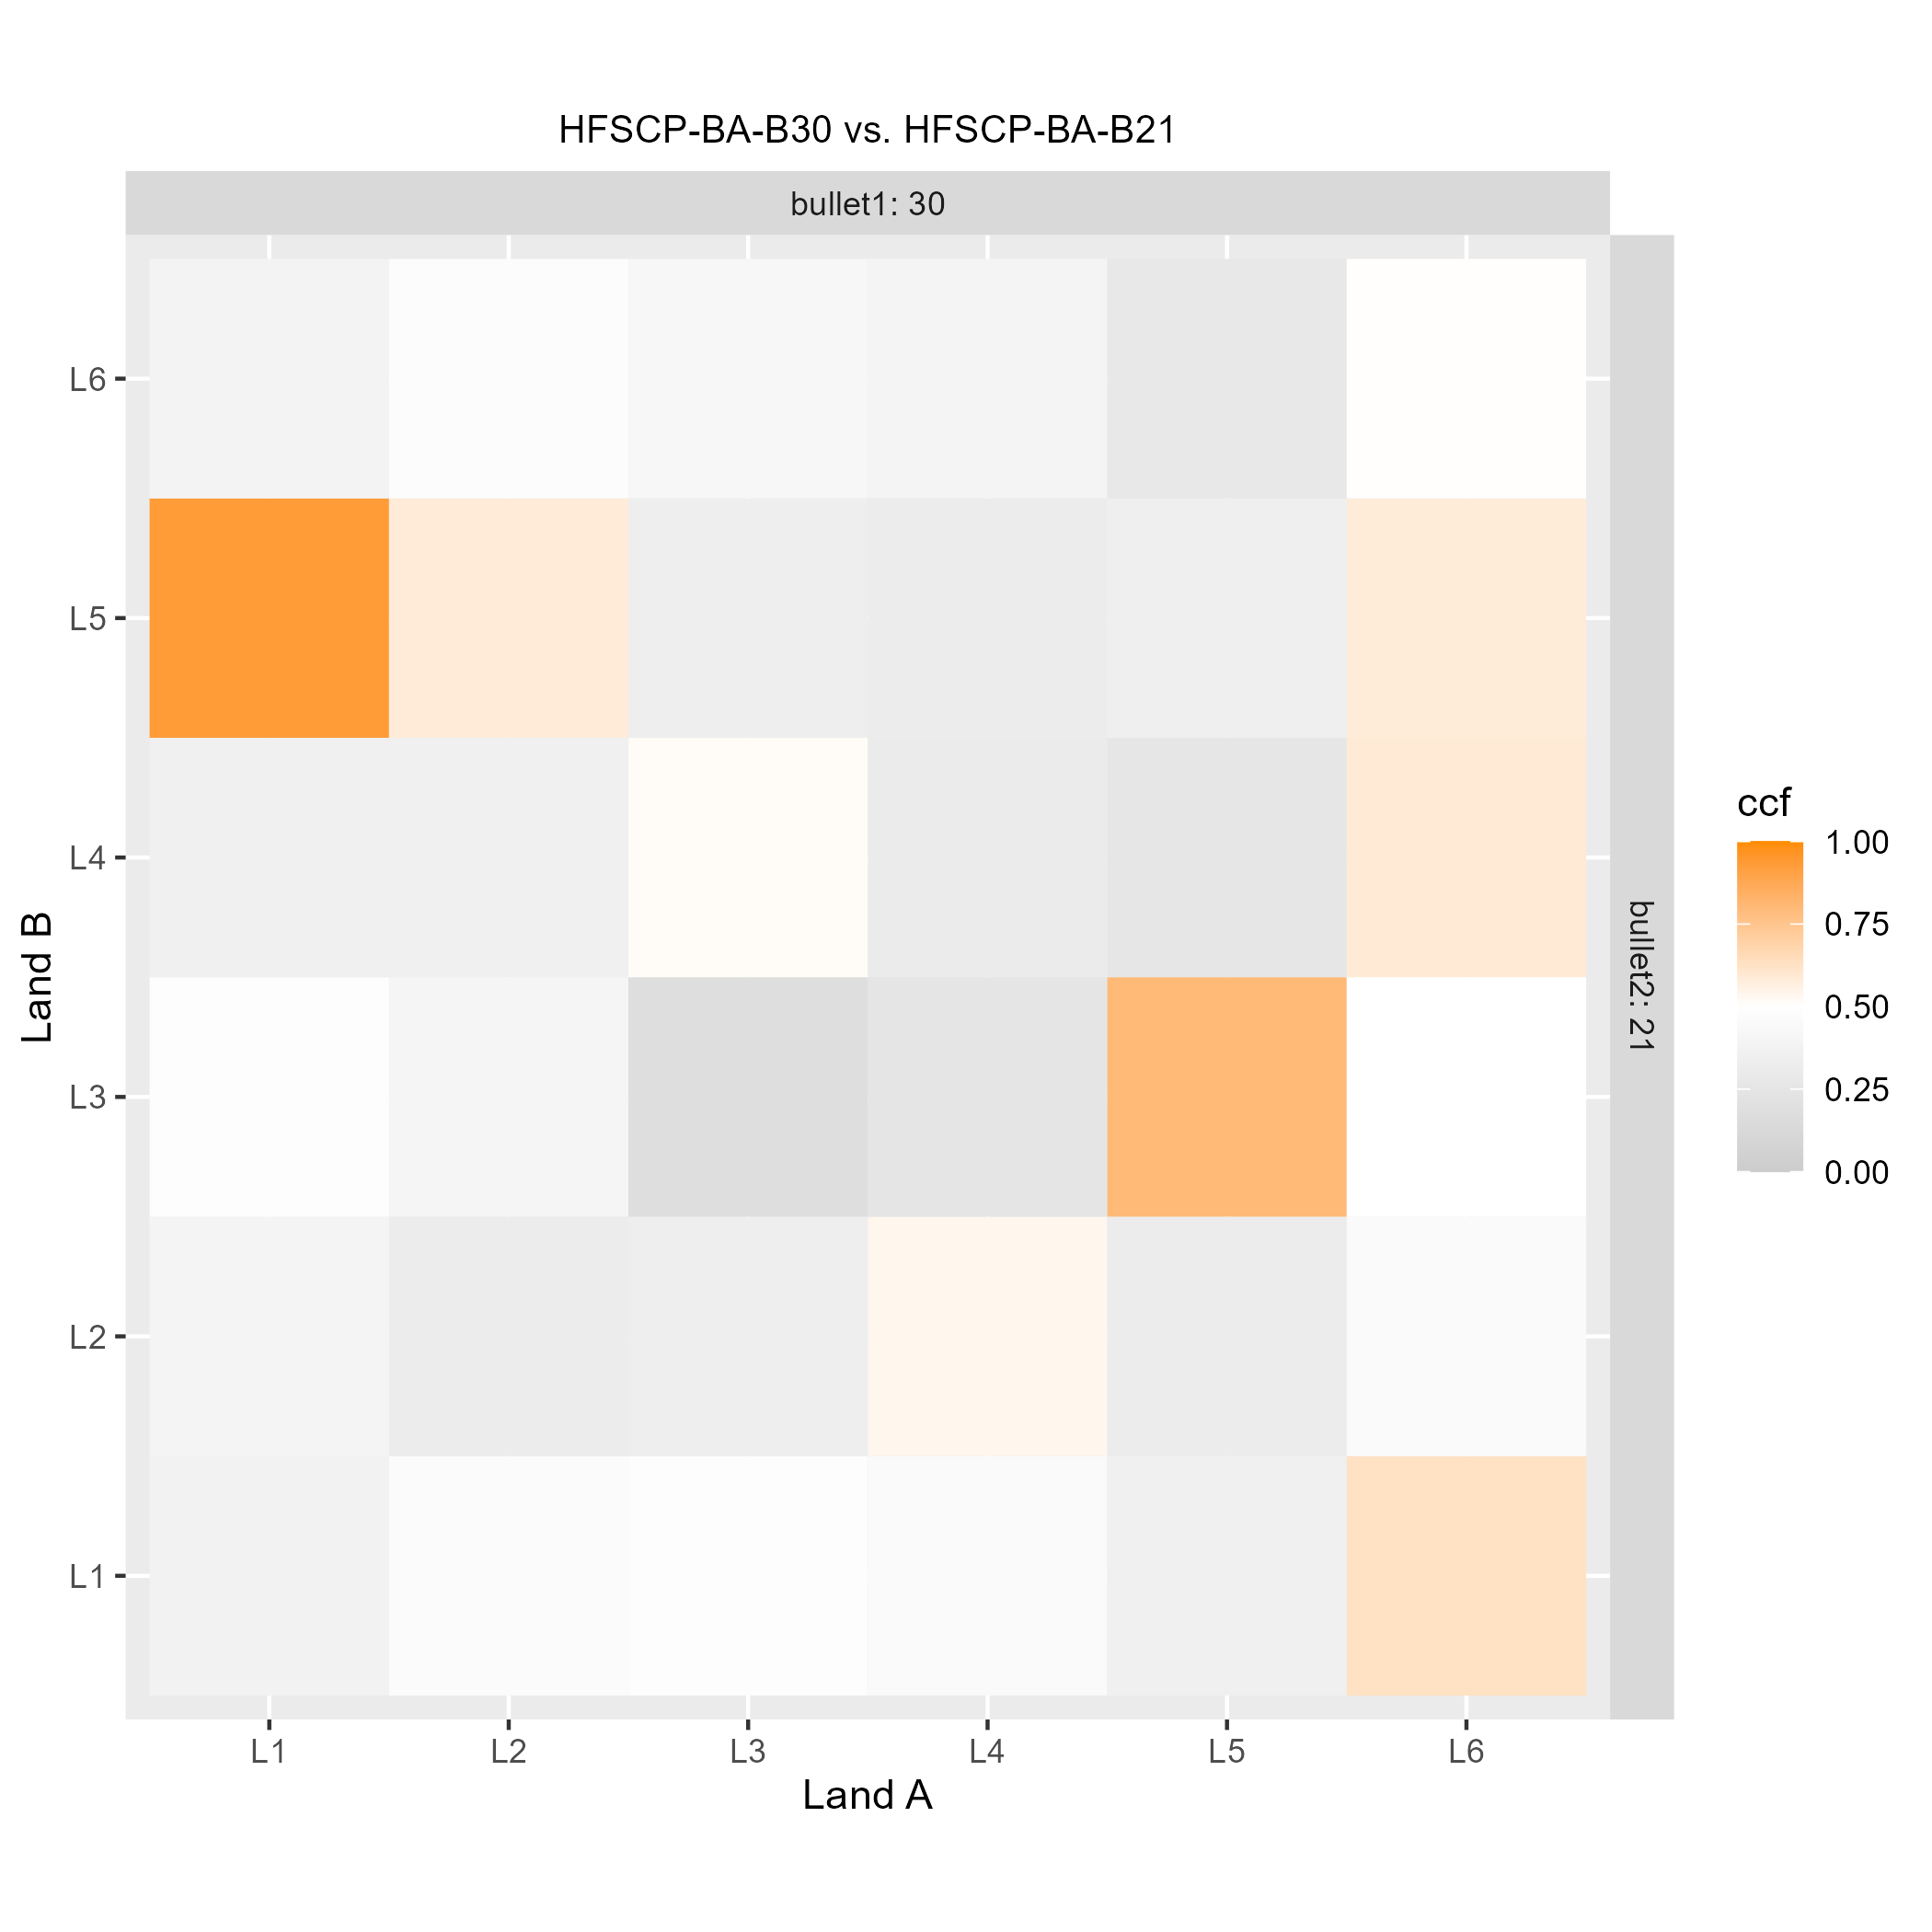 HFSCP-BA-B30 vs. HFSCP-BA-B21
bullet1: 30
L6
L5
L4
L3
L2
L1
Land B
bullet2: 21
L1 L2 L3 L4 L5 L6
Land A
ccf
1.00
0.75
0.50
0.25
0.00